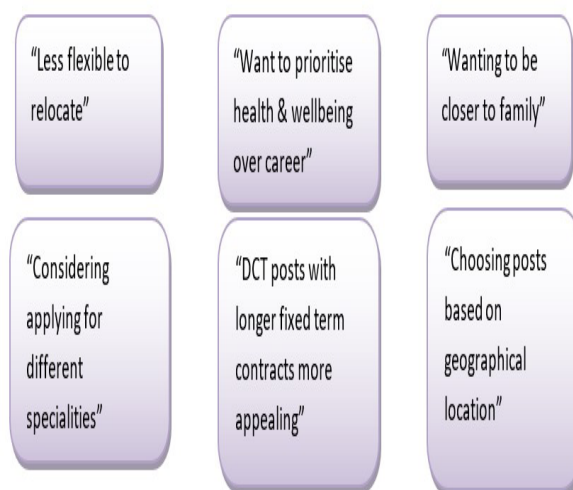 “Less flexible to
relocate”
“Want to prioritise
health & wellbeing
over career”
“Wanting to be
closer to family”
“Considering
applying for
different
specialities”
“DCT posts with
longer fixed term
contracts more
appealing”
“Choosing posts
based on
geographical
location”